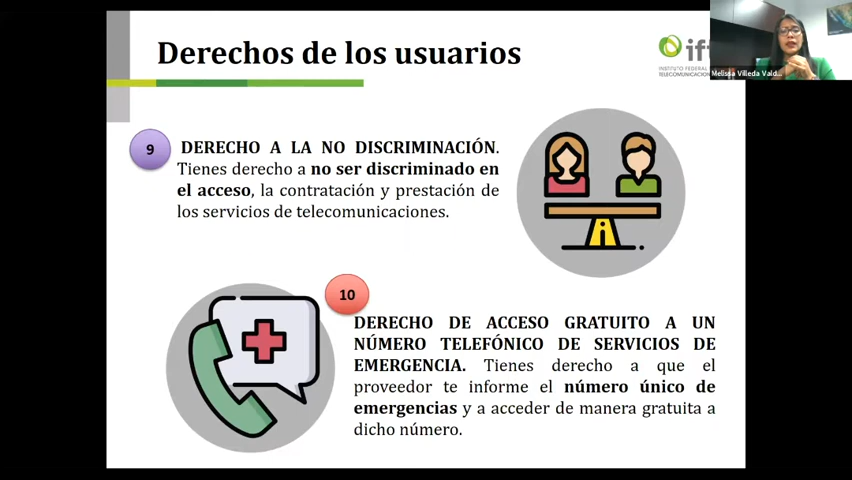 Derechos de los usuarios
ift
INSTITUTO FEDERAL
TELECOMUNICACION
Melissa Villeda Vald...
9
DERECHO A LA NO DISCRIMINACIÓN.
Tienes derecho a no ser discriminado en
el acceso, la contratación y prestación de
los servicios de telecomunicaciones.
10
DERECHO DE ACCESO GRATUITO A UN
NÚMERO TELEFÓNICO DE SERVICIOS DE
EMERGENCIA. Tienes derecho a que el
proveedor te informe el número único de
emergencias y a acceder de manera gratuita a
dicho número.